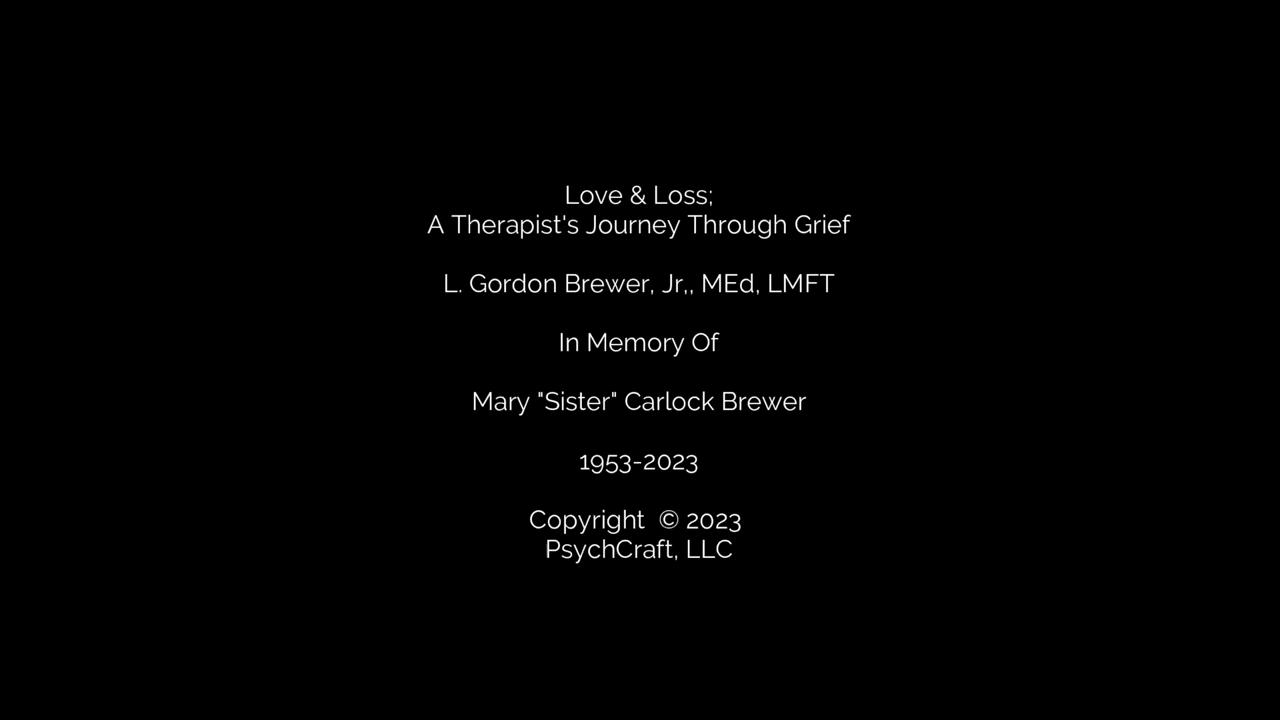 Love & Loss;
A Therapist's Journey Through Grief
L. Gordon Brewer, Jr,, MEd, LMFT
In Memory Of
Mary "Sister" Carlock Brewer
1953-2023
Copyright  © 2023
PsychCraft, LLC